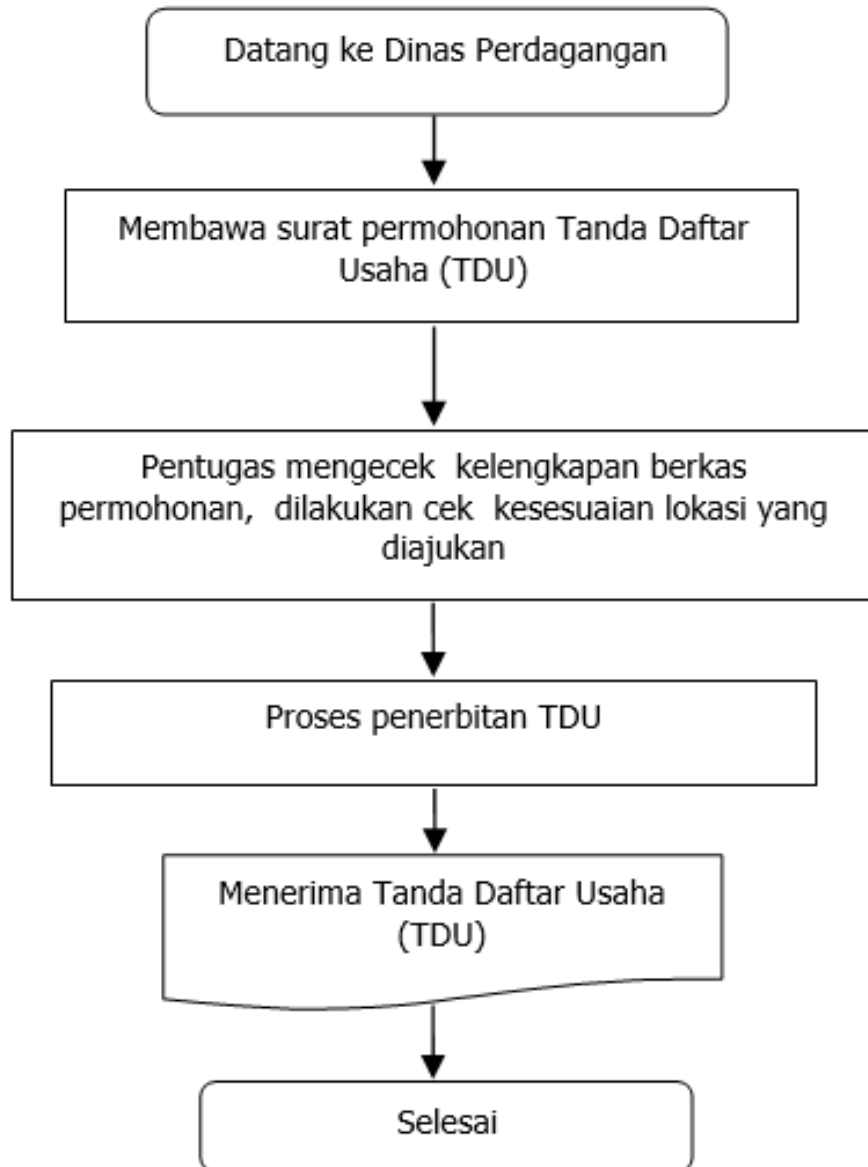 Datang ke Dinas Perdagangan
Membawa surat permohonan Tanda Daftar
Usaha (TDU)
Pentugas mengecek kelengkapan berkas
permohonan, dilakukan cek kesesuaian lokasi yang
diajukan
Proses penerbitan TDU
Menerima Tanda Daftar Usaha
(TDU)
Selesai